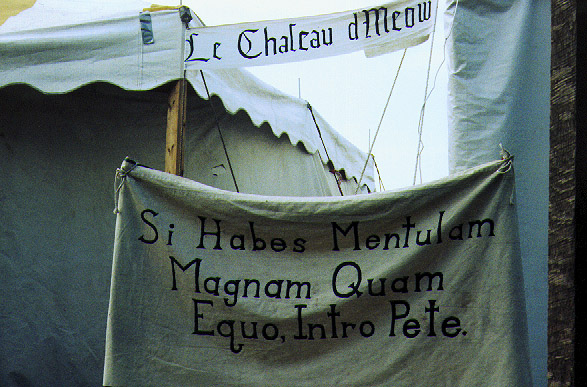 Le Chateau d'Meow
Si Habes Mentulam
Magnam Quam
Equo, Intro Pete.